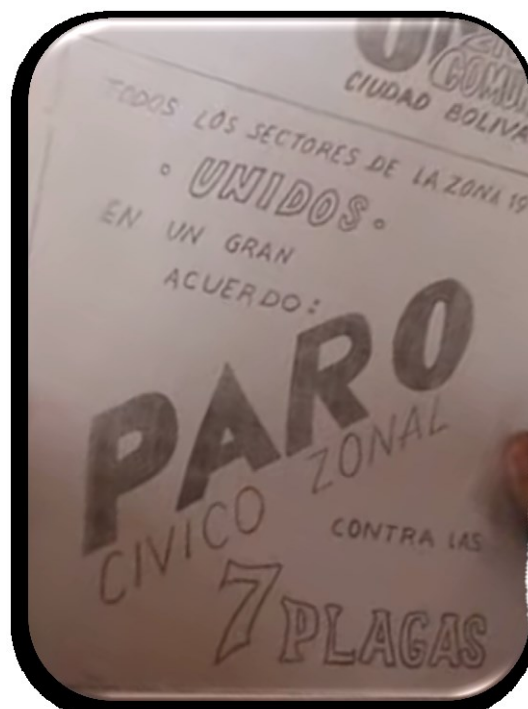 CIUDAD BOLIVA
TODOS LOS SECTORES DE LA ZONA 19
• UNIDOS •
EN UN GRAN
ACUERDO:
PARO
CIVICO ZONAL
CONTRA LAS
7 PLAGAS